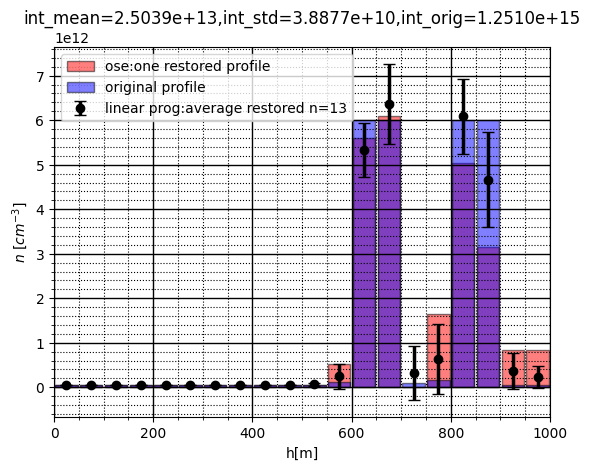 int_mean=2.5039e+13,int_std=3.8877e+10,int_orig=1.2510e+15
1e12
ose:one restored profile
original profile
linear prog:average restored n=13
7
6
5
4
3
2
1
0
n [cm⁻³]
0 200 400 600 800 1000
h[m]